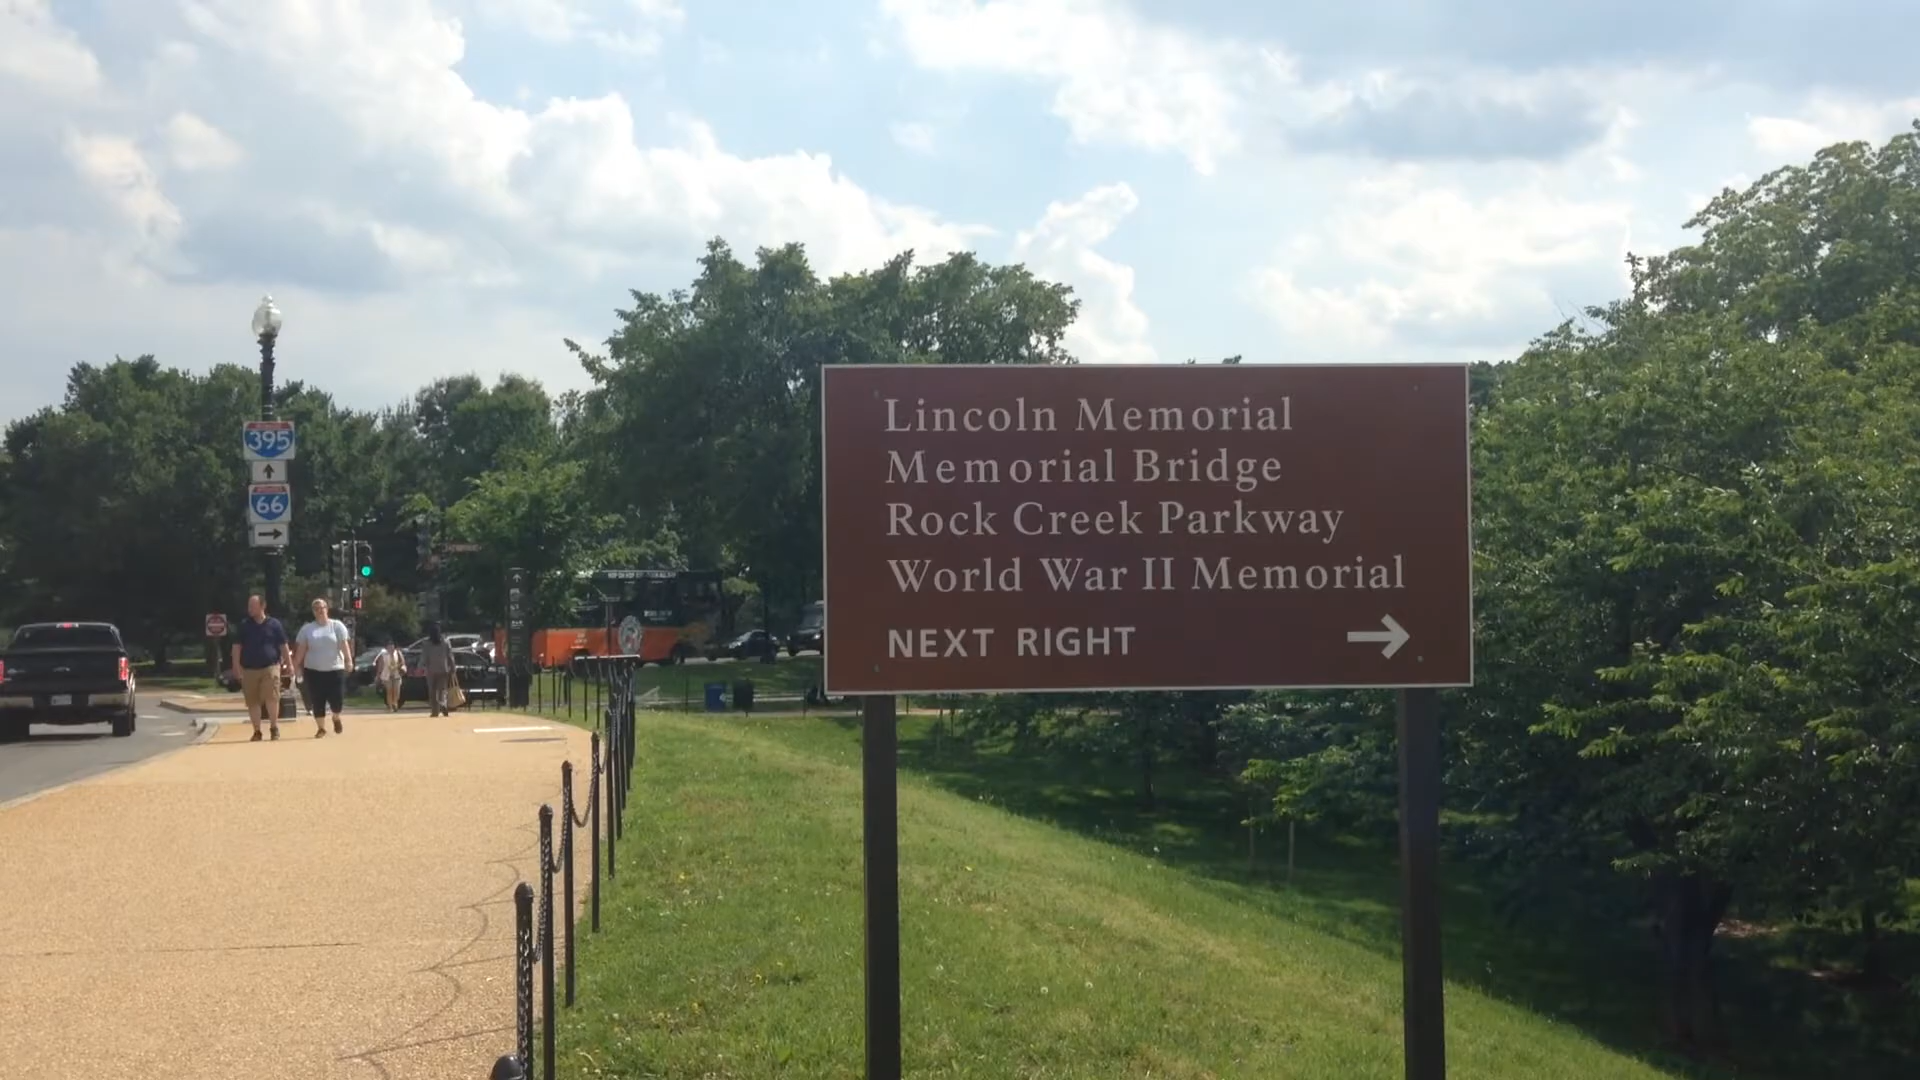 395
66
Lincoln Memorial
Memorial Bridge
Rock Creek Parkway
World War II Memorial
NEXT RIGHT